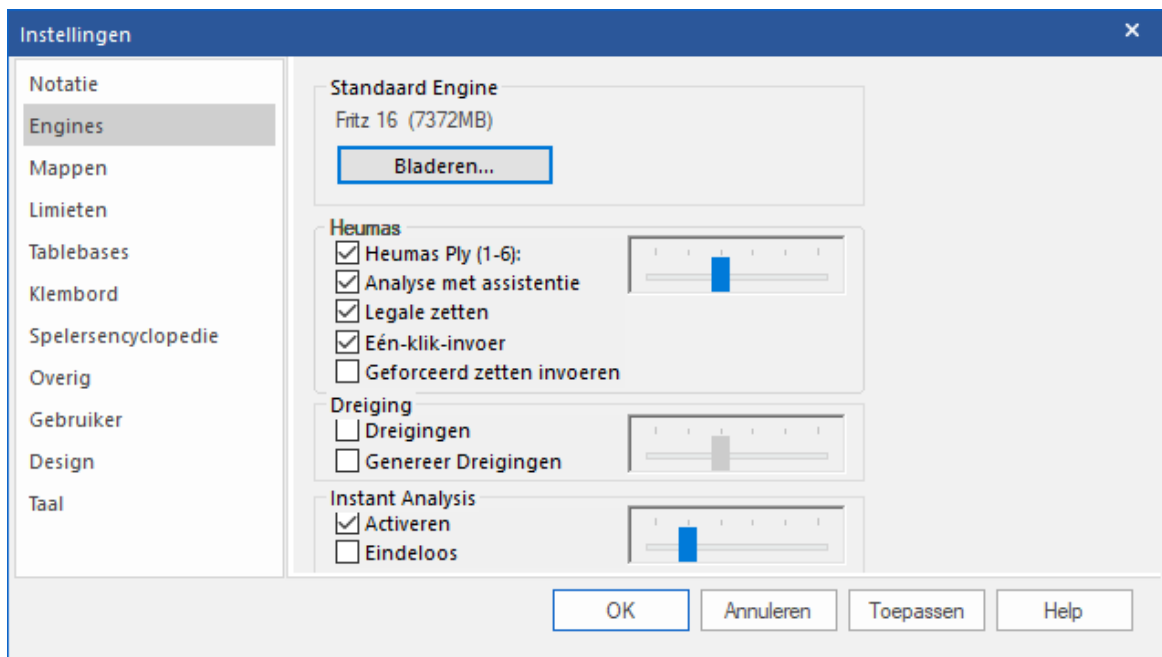 Instellingen
Notatie
Engines
Mappen
Limieten
Tablebases
Klembord
Spelersencyclopedie
Overig
Gebruiker
Design
Taal
Standaard Engine
Fritz 16 (7372MB)
Bladeren...
Heumas
Heumas Ply (1-6):
Analyse met assistentie
Legale zetten
Eén-klik-invoer
Geforceerd zetten invoeren
Dreiging
Dreigingen
Genereer Dreigingen
Instant Analysis
Activeren
Eindeloos
OK Annuleren Toepassen Help